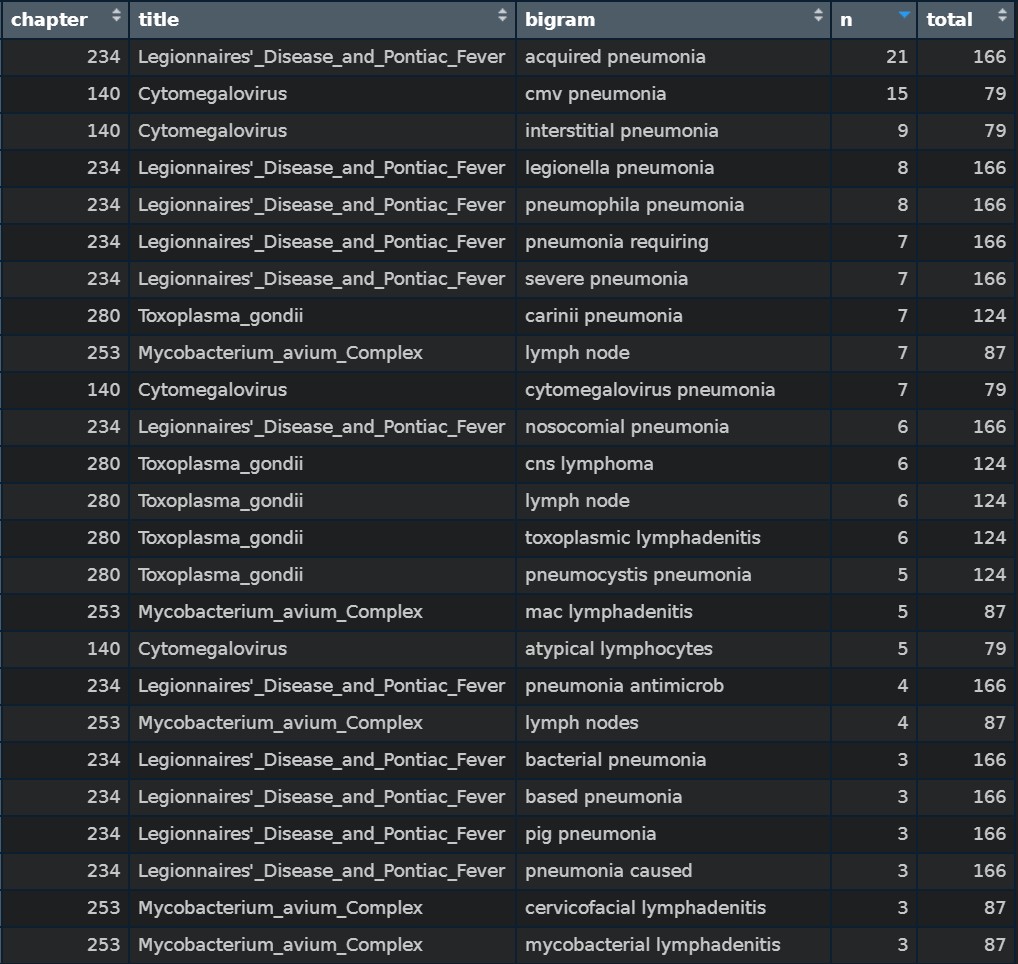 chapter title bigram n total
234 Legionnaires'_Disease_and_Pontiac_Fever acquired pneumonia 21 166
140 Cytomegalovirus cmv pneumonia 15 79
140 Cytomegalovirus interstitial pneumonia 9 79
234 Legionnaires'_Disease_and_Pontiac_Fever legionella pneumonia 8 166
234 Legionnaires'_Disease_and_Pontiac_Fever pneumophila pneumonia 8 166
234 Legionnaires'_Disease_and_Pontiac_Fever pneumonia requiring 7 166
234 Legionnaires'_Disease_and_Pontiac_Fever severe pneumonia 7 166
280 Toxoplasma_gondii carinii pneumonia 7 124
253 Mycobacterium_avium_Complex lymph node 7 87
140 Cytomegalovirus cytomegalovirus pneumonia 7 79
234 Legionnaires'_Disease_and_Pontiac_Fever nosocomial pneumonia 6 166
280 Toxoplasma_gondii cns lymphoma 6 124
280 Toxoplasma_gondii lymph node 6 124
280 Toxoplasma_gondii toxoplasmic lymphadenitis 6 124
280 Toxoplasma_gondii pneumocystis pneumonia 5 124
253 Mycobacterium_avium_Complex mac lymphadenitis 5 87
140 Cytomegalovirus atypical lymphocytes 5 79
234 Legionnaires'_Disease_and_Pontiac_Fever pneumonia antimicrob 4 166
253 Mycobacterium_avium_Complex lymph nodes 4 87
234 Legionnaires'_Disease_and_Pontiac_Fever bacterial pneumonia 3 166
234 Legionnaires'_Disease_and_Pontiac_Fever based pneumonia 3 166
234 Legionnaires'_Disease_and_Pontiac_Fever pig pneumonia 3 166
234 Legionnaires'_Disease_and_Pontiac_Fever pneumonia caused 3 166
253 Mycobacterium_avium_Complex cervicofacial lymphadenitis 3 87
253 Mycobacterium_avium_Complex mycobacterial lymphadenitis 3 87